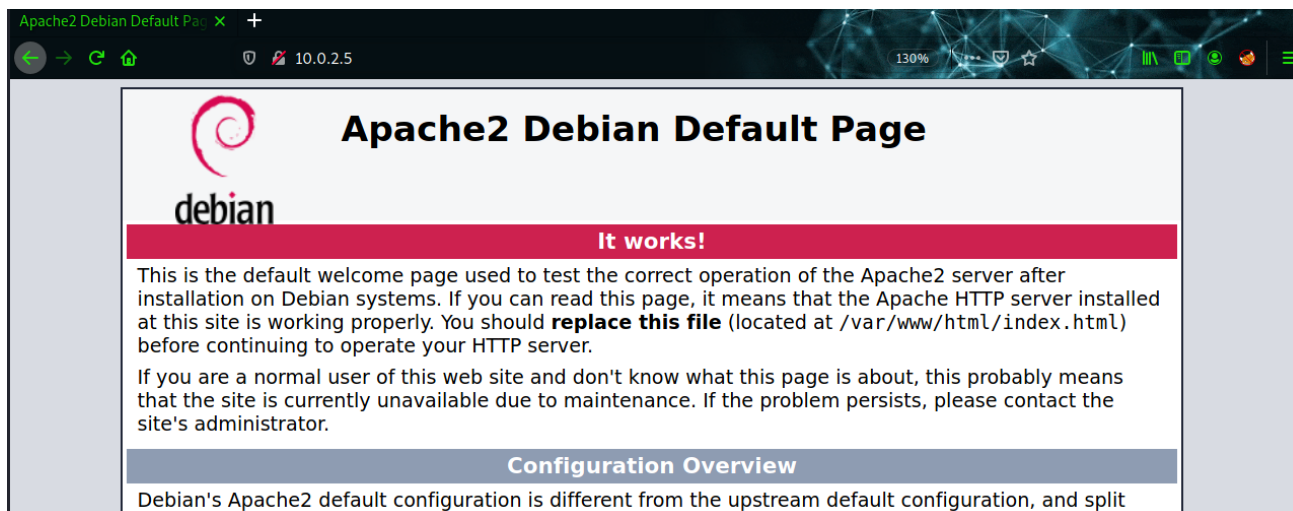 Apache2 Debian Default Pag
10.0.2.5
130%
debian
Apache2 Debian Default Page
It works!
This is the default welcome page used to test the correct operation of the Apache2 server after
installation on Debian systems. If you can read this page, it means that the Apache HTTP server installed
at this site is working properly. You should replace this file (located at /var/www/html/index.html)
before continuing to operate your HTTP server.
If you are a normal user of this web site and don't know what this page is about, this probably means
that the site is currently unavailable due to maintenance. If the problem persists, please contact the
site's administrator.
Configuration Overview
Debian's Apache2 default configuration is different from the upstream default configuration, and split